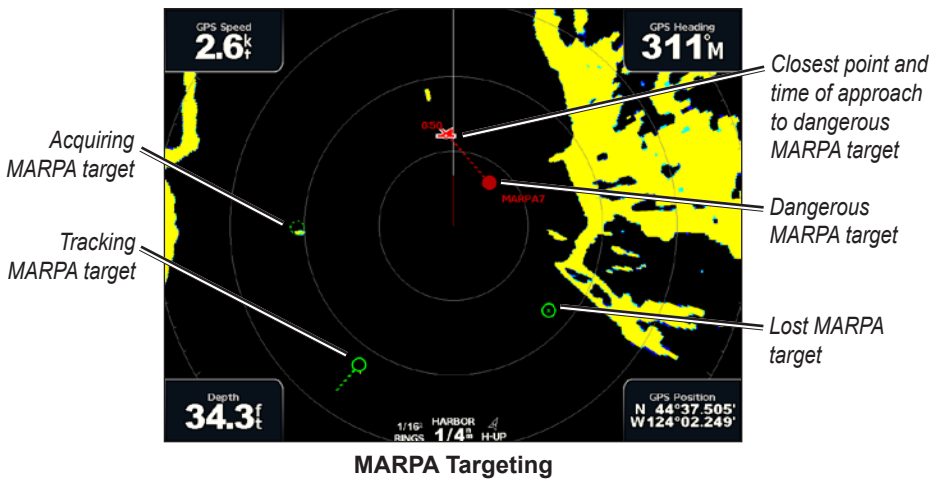 GPS Speed
2.6kt
GPS Heading
311°M
Closest point and
time of approach
to dangerous
MARPA target
Acquiring
MARPA target
Dangerous
MARPA target
Tracking
MARPA target
Lost MARPA
target
MARPA7
Depth
34.3ft
1/16
RINGS
HARBOR
1/4nm
H-UP
GPS Position
N 44°37.505'
W124°02.249'
MARPA Targeting